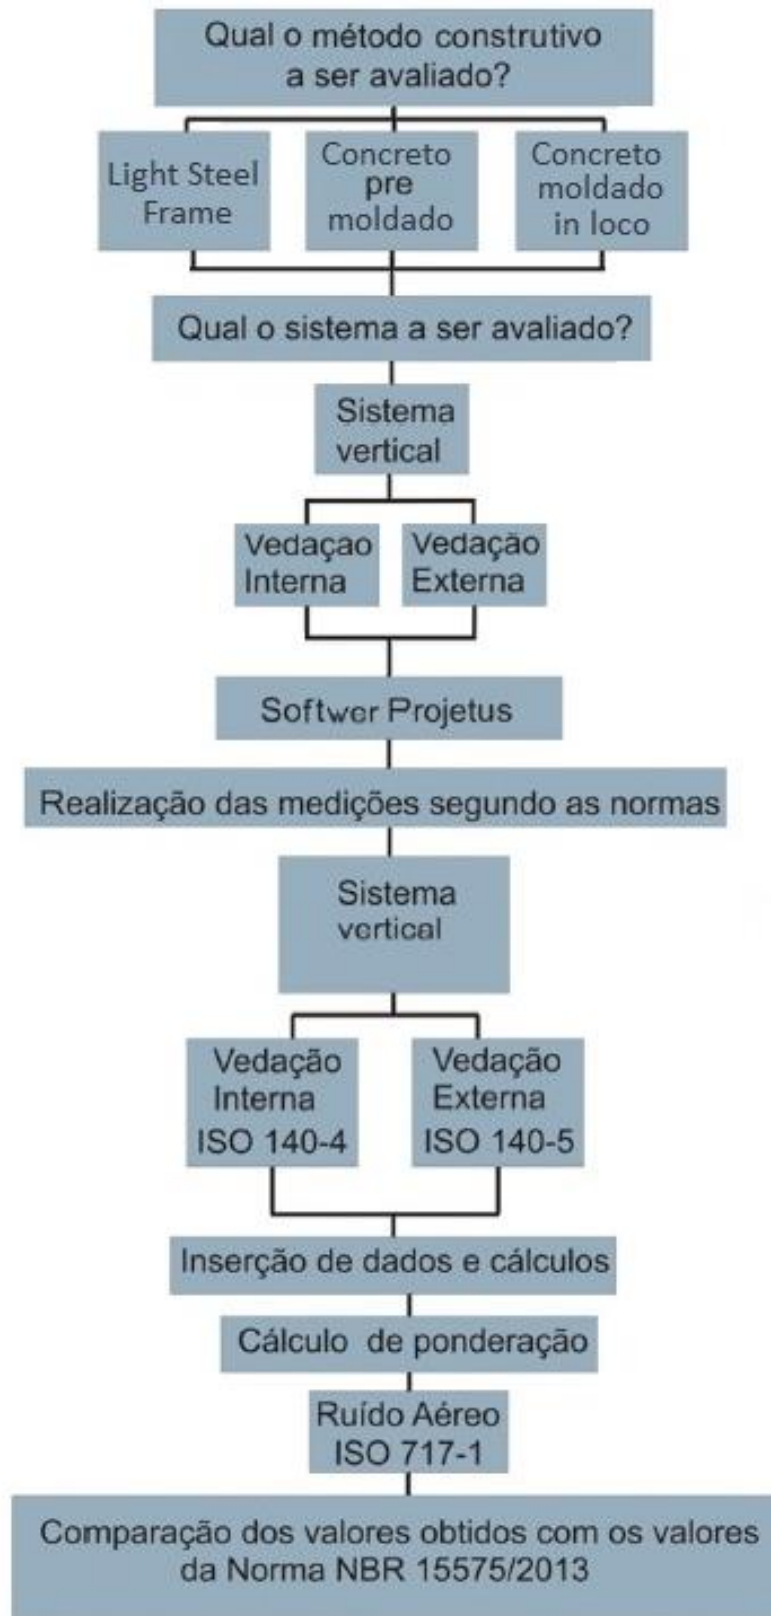 Qual o método construtivo
a ser avaliado?
Light Steel
Frame
Concreto
pre
moldado
Concreto
moldado
in loco
Qual o sistema a ser avaliado?
Sistema
vertical
Vedaçao
Interna
Vedação
Externa
Softwer Projetus
Realização das medições segundo as normas
Sistema
vertical
Vedação
Interna
ISO 140-4
Vedação
Externa
ISO 140-5
Inserção de dados e cálculos
Cálculo de ponderação
Ruído Aéreo
ISO 717-1
Comparação dos valores obtidos com os valores
da Norma NBR 15575/2013